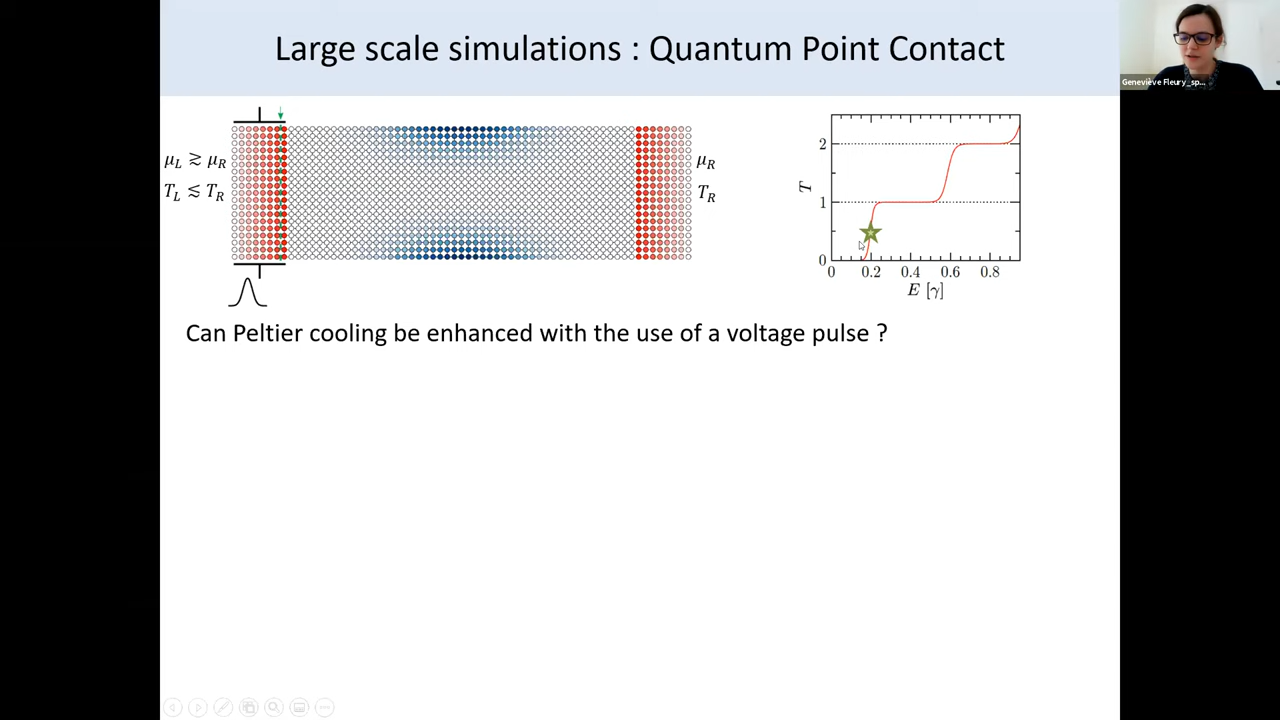 Large scale simulations : Quantum Point Contact
Geneviève Fleury_sp...
μ_L ≷ μ_R
T_L ≶ T_R
μ_R
T_R
T
2
1
0
0 0.2 0.4 0.6 0.8
E [γ]
Can Peltier cooling be enhanced with the use of a voltage pulse ?